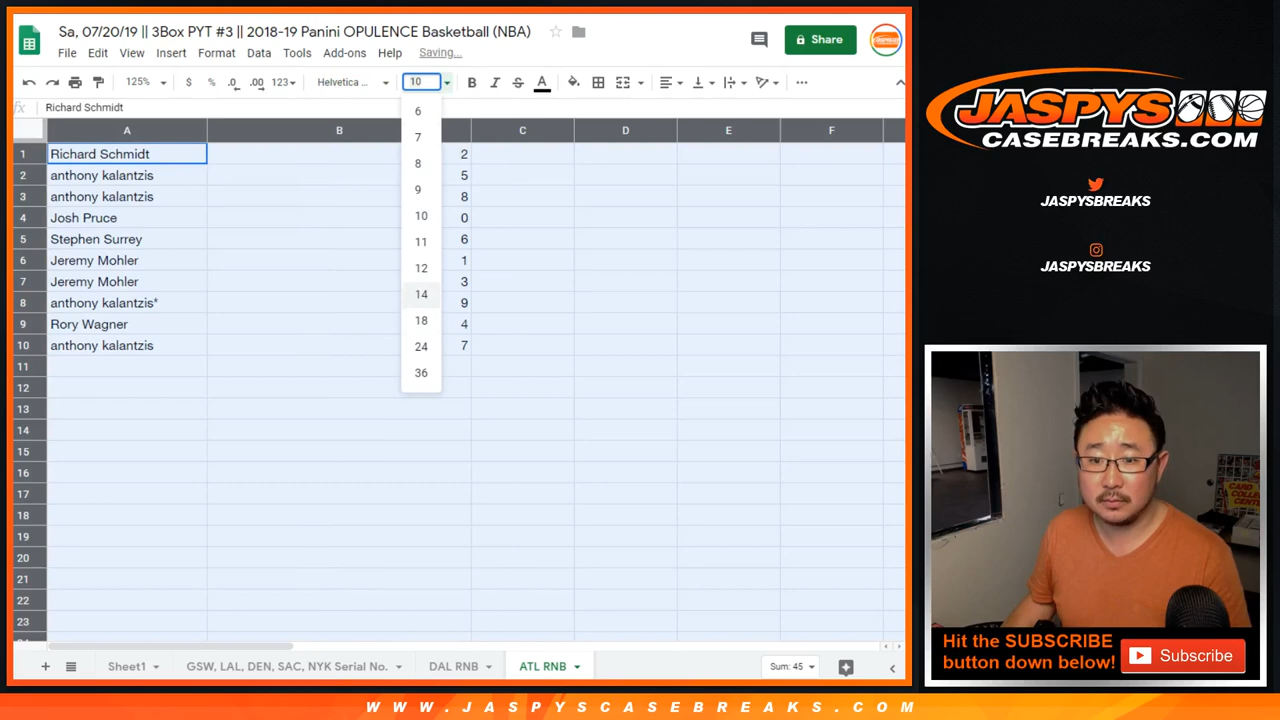 Sa, 07/20/19 || 3Box PYT #3 || 2018-19 Panini OPULENCE Basketball (NBA)
File Edit View Insert Format Data Tools Add-ons Help Saving...
Share
125% $ % .0 .00 123 Helvetica ... 10 B I S A
fx Richard Schmidt
A B C D E F
1 Richard Schmidt 2
2 anthony kalantzis 5
3 anthony kalantzis 8
4 Josh Pruce 0
5 Stephen Surrey 6
6 Jeremy Mohler 1
7 Jeremy Mohler 3
8 anthony kalantzis* 9
9 Rory Wagner 4
10 anthony kalantzis 7
11
12
13
14
15
16
17
18
19
20
21
22
23
6
7
8
9
10
11
12
14
18
24
36
Sheet1 GSW, LAL, DEN, SAC, NYK Serial No. DAL RNB ATL RNB Sum: 45
JASPYS
CASEBREAKS.COM
JASPYSBREAKS
JASPYSBREAKS
CARD
COLLECTOR
CENTER
Hit the SUBSCRIBE
button down below!
Subscribe
WWW.JASPYSCASEBREAKS.COM